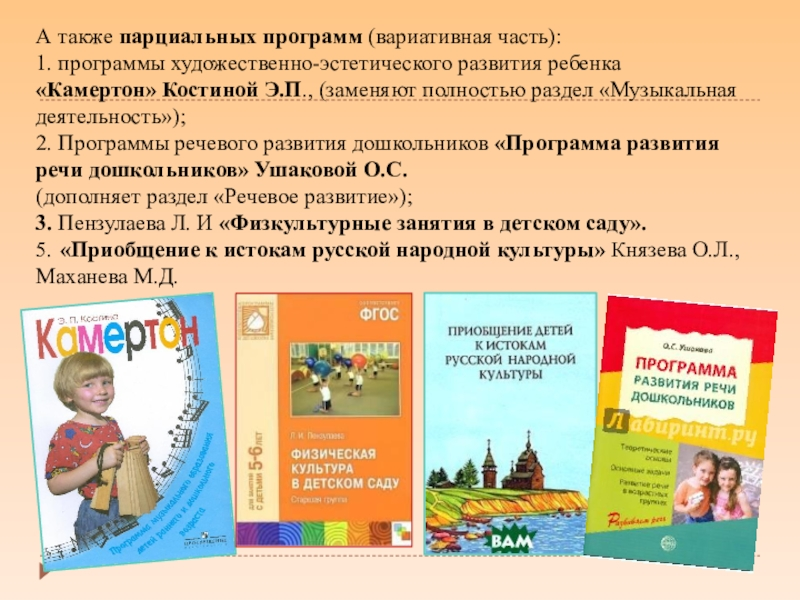 А также парциальных программ (вариативная часть):
1. программы художественно-эстетического развития ребенка
«Камертон» Костиной Э.П., (заменяют полностью раздел «Музыкальная
деятельность»);
2. Программы речевого развития дошкольников «Программа развития
речи дошкольников» Ушаковой О.С.
(дополняет раздел «Речевое развитие»);
3. Пензулаева Л. И «Физкультурные занятия в детском саду».
5. «Приобщение к истокам русской народной культуры» Князева О.Л.,
Маханева М.Д.
Э. П. Костина
Камертон
Программа музыкального образования
детей раннего и дошкольного
возраста
ФГОС
Л. И. Пензулаева
ДЛЯ ЗАНЯТИЙ
С ДЕТЬМИ 5-6 ЛЕТ
ФИЗИЧЕСКАЯ
КУЛЬТУРА
В ДЕТСКОМ САДУ
Старшая группа
ПРИОБЩЕНИЕ ДЕТЕЙ
К ИСТОКАМ
РУССКОЙ НАРОДНОЙ
КУЛЬТУРЫ
ВАМ
О.С. Ушакова
ПРОГРАММА
РАЗВИТИЯ РЕЧИ
ДОШКОЛЬНИКОВ
Лабиринт.ру
Теоретические
основы
Основные задачи
Развитие речи
в возрастных
группах
Развиваем речь